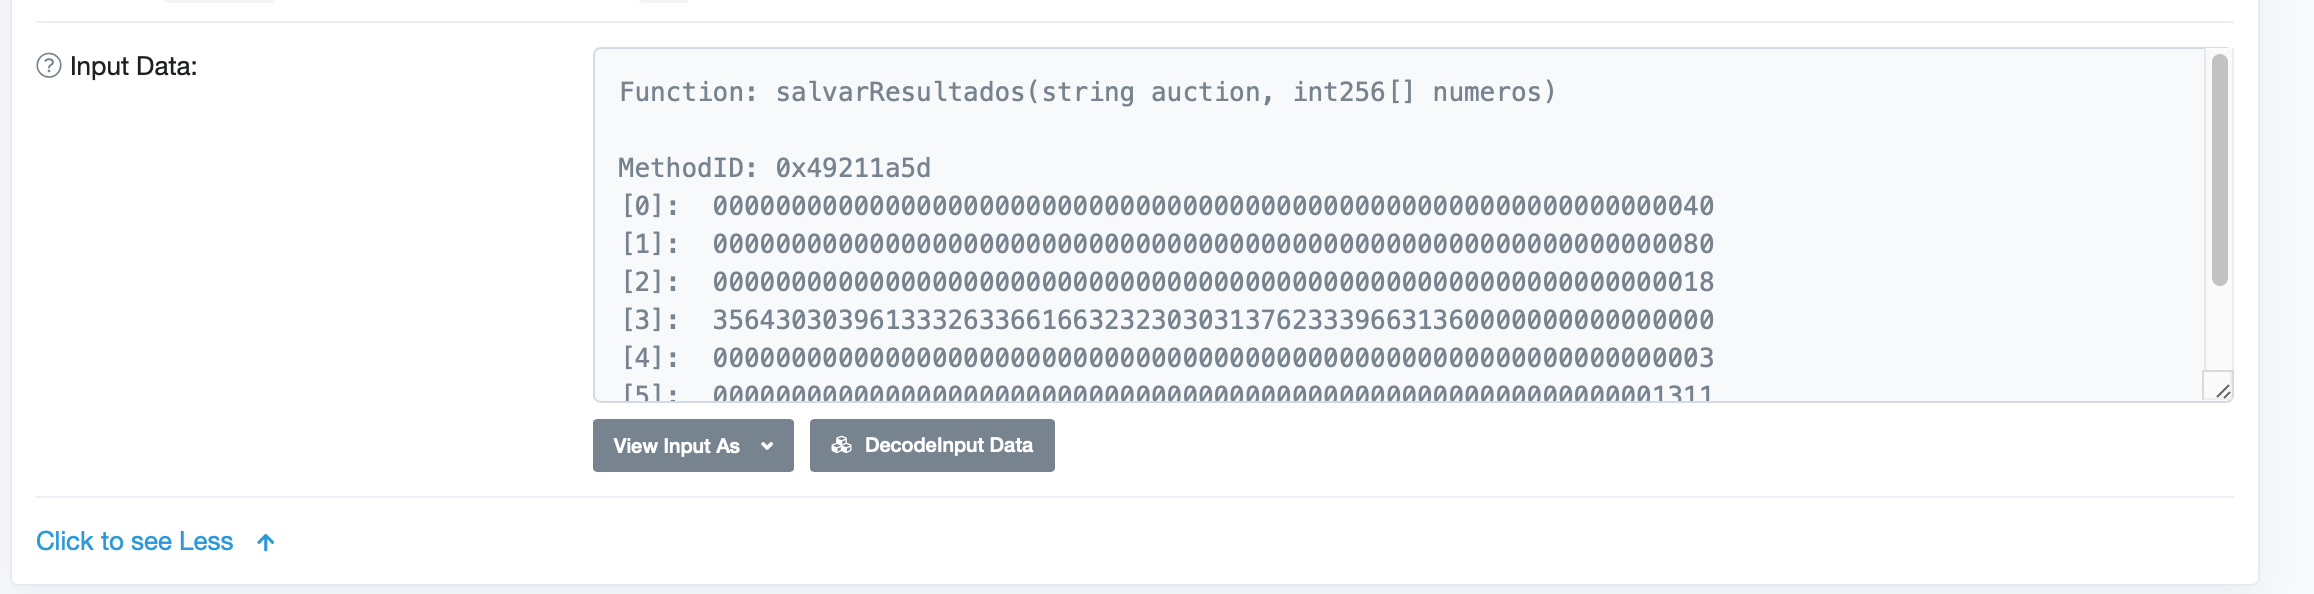 Input Data:
Function: salvarResultados(string auction, int256[] numeros)
MethodID: 0x49211a5d
[0]: 0000000000000000000000000000000000000000000000000000000000000040
[1]: 0000000000000000000000000000000000000000000000000000000000000080
[2]: 0000000000000000000000000000000000000000000000000000000000000018
[3]: 3564303039613332633661663232303031376233396631360000000000000000
[4]: 0000000000000000000000000000000000000000000000000000000000000003
[5]: 0000000000000000000000000000000000000000000000000000000000001311
View Input As
DecodeInput Data
Click to see Less